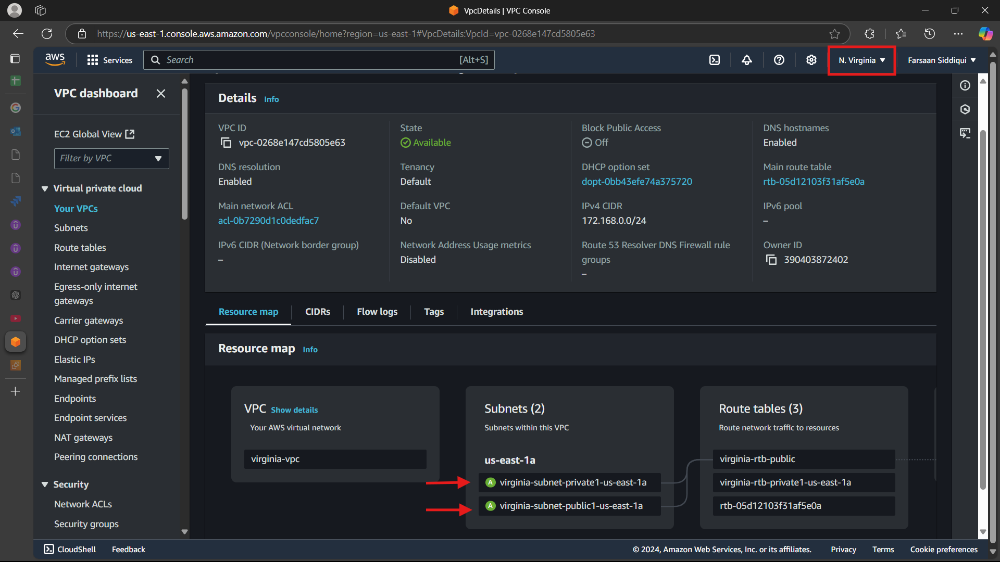 VpcDetails | VPC Console
https://us-east-1.console.aws.amazon.com/vpcconsole/home?region=us-east-1#VpcDetails:VpcId=vpc-0268e147cd5805e63
aws
Services
Search
[Alt+S]
N. Virginia
Farsaan Siddiqui
VPC dashboard
EC2 Global View
Filter by VPC
Virtual private cloud
Your VPCs
Subnets
Route tables
Internet gateways
Egress-only internet
gateways
Carrier gateways
DHCP option sets
Elastic IPs
Managed prefix lists
Endpoints
Endpoint services
NAT gateways
Peering connections
Security
Network ACLs
Security groups
Details Info
VPC ID
vpc-0268e147cd5805e63
State
Available
Block Public Access
Off
DNS hostnames
Enabled
DNS resolution
Enabled
Tenancy
Default
DHCP option set
dopt-0bb43efe74a375720
Main route table
rtb-05d12103f31af5e0a
Main network ACL
acl-0b7290d1c0dedfac7
Default VPC
No
IPv4 CIDR
172.168.0.0/24
IPv6 pool
–
IPv6 CIDR (Network border group)
–
Network Address Usage metrics
Disabled
Route 53 Resolver DNS Firewall rule
groups
–
Owner ID
390403872402
Resource map
CIDRs
Flow logs
Tags
Integrations
Resource map Info
VPC Show details
Your AWS virtual network
virginia-vpc
Subnets (2)
Subnets within this VPC
us-east-1a
A virginia-subnet-private1-us-east-1a
A virginia-subnet-public1-us-east-1a
Route tables (3)
Route network traffic to resources
virginia-rtb-public
virginia-rtb-private1-us-east-1a
rtb-05d12103f31af5e0a
CloudShell
Feedback
© 2024, Amazon Web Services, Inc. or its affiliates.
Privacy
Terms
Cookie preferences